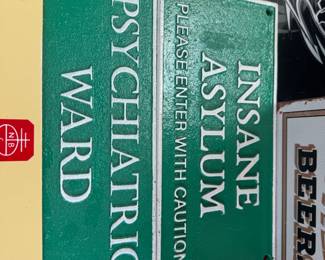 INSANE
ASYLUM
PLEASE ENTER WITH CAUTION
PSYCHIATRIC
WARD
BEER